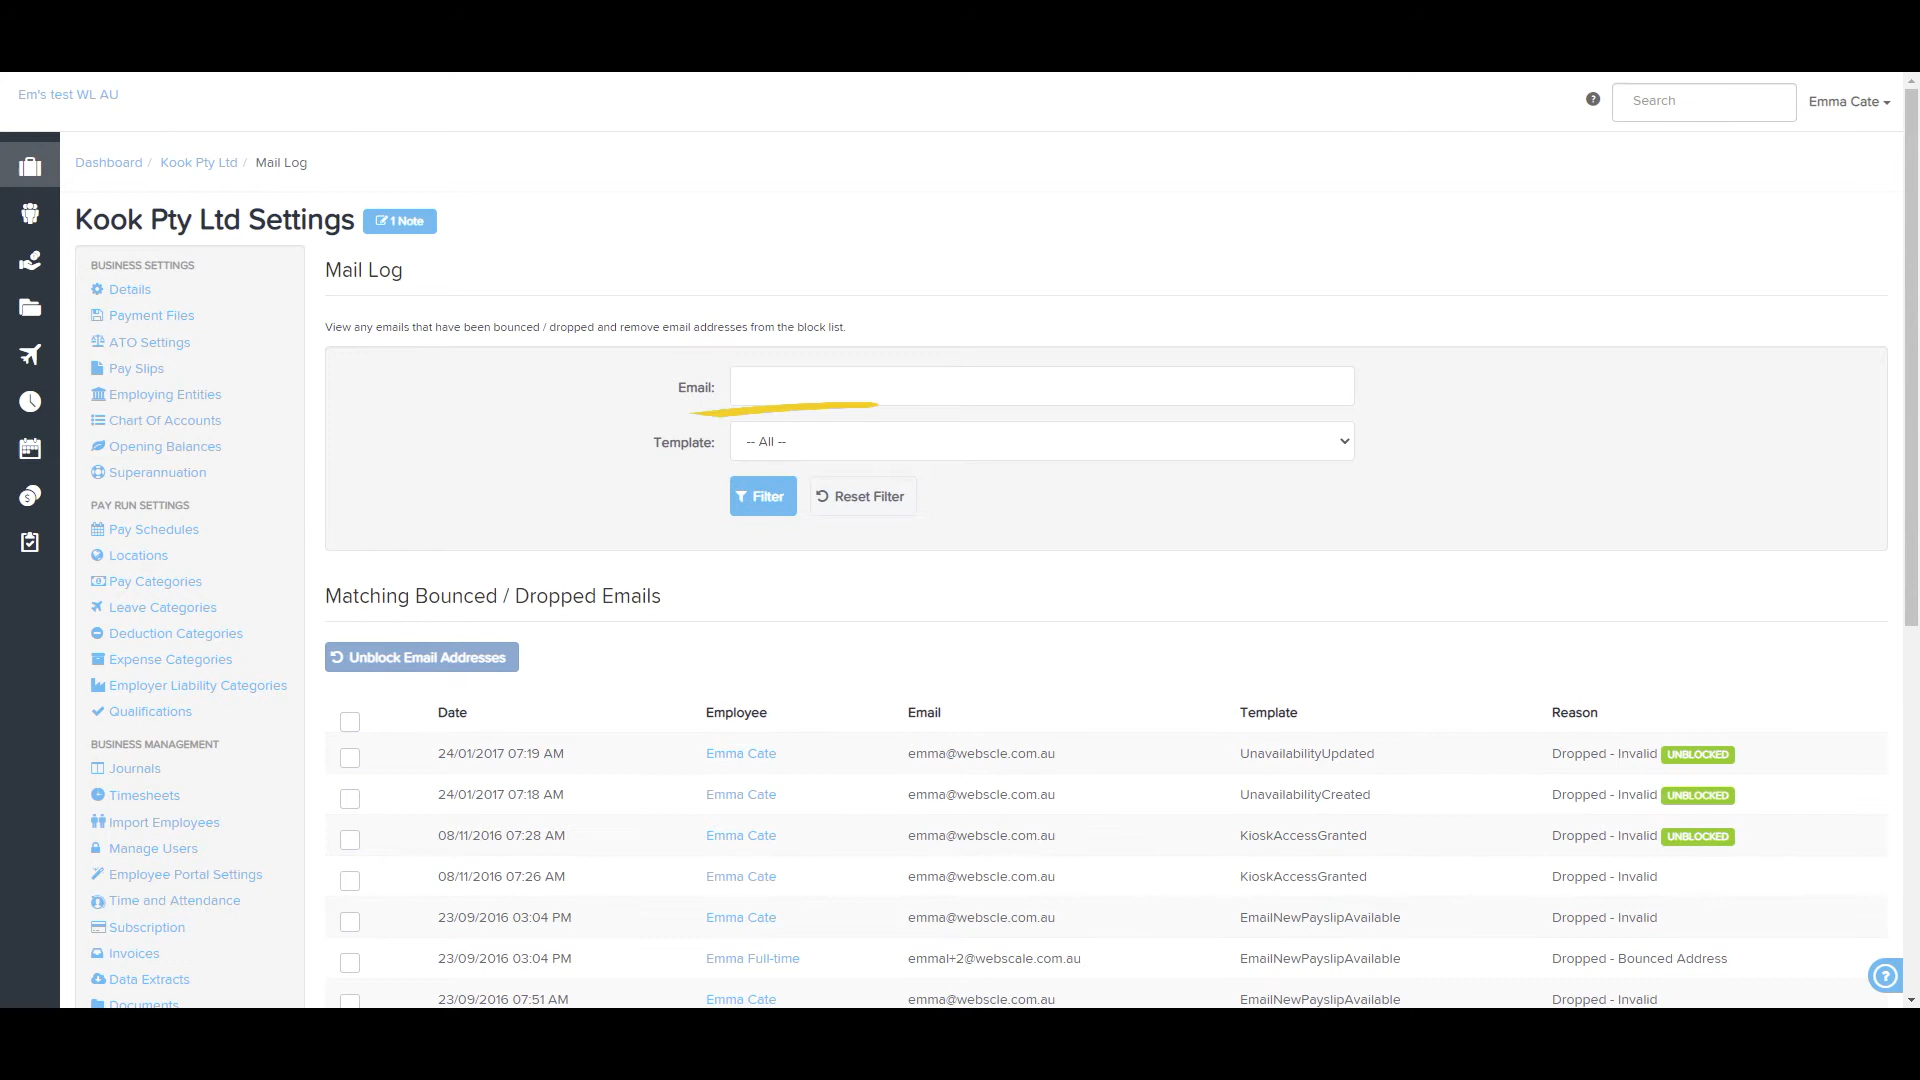 Em's test WL AU
Search
Emma Cate
Dashboard / Kook Pty Ltd / Mail Log
Kook Pty Ltd Settings
1 Note
BUSINESS SETTINGS
Details
Payment Files
ATO Settings
Pay Slips
Employing Entities
Chart Of Accounts
Opening Balances
Superannuation
PAY RUN SETTINGS
Pay Schedules
Locations
Pay Categories
Leave Categories
Deduction Categories
Expense Categories
Employer Liability Categories
Qualifications
BUSINESS MANAGEMENT
Journals
Timesheets
Import Employees
Manage Users
Employee Portal Settings
Time and Attendance
Subscription
Invoices
Data Extracts
Documents
Mail Log
View any emails that have been bounced / dropped and remove email addresses from the block list.
Email:
Template: -- All --
Filter Reset Filter
Matching Bounced / Dropped Emails
Unblock Email Addresses
Date Employee Email Template Reason
24/01/2017 07:19 AM Emma Cate emma@webscle.com.au UnavailabilityUpdated Dropped - Invalid UNBLOCKED
24/01/2017 07:18 AM Emma Cate emma@webscle.com.au UnavailabilityCreated Dropped - Invalid UNBLOCKED
08/11/2016 07:28 AM Emma Cate emma@webscle.com.au KioskAccessGranted Dropped - Invalid UNBLOCKED
08/11/2016 07:26 AM Emma Cate emma@webscle.com.au KioskAccessGranted Dropped - Invalid
23/09/2016 03:04 PM Emma Cate emma@webscle.com.au EmailNewPayslipAvailable Dropped - Invalid
23/09/2016 03:04 PM Emma Full-time emmal+2@webscale.com.au EmailNewPayslipAvailable Dropped - Bounced Address
23/09/2016 07:51 AM Emma Cate emma@webscle.com.au EmailNewPayslipAvailable Dropped - Invalid